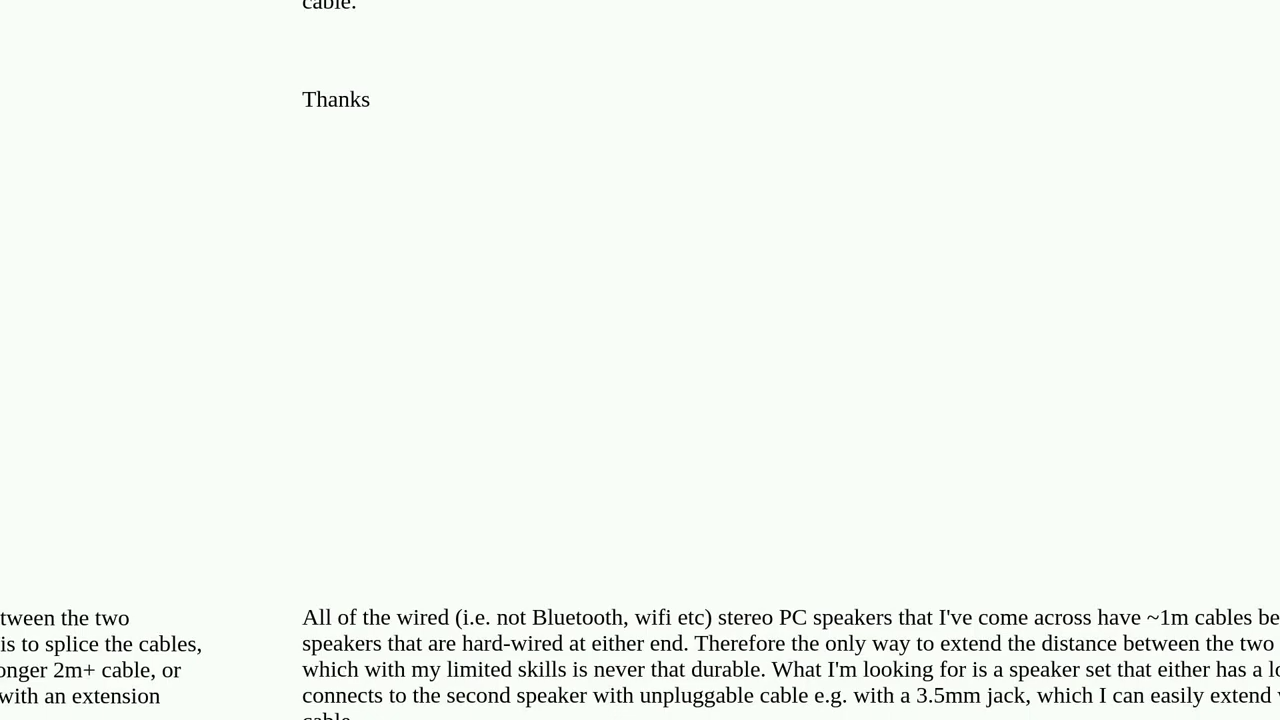 cable.
Thanks
tween the two
is to splice the cables,
onger 2m+ cable, or
with an extension
All of the wired (i.e. not Bluetooth, wifi etc) stereo PC speakers that I've come across have ~1m cables be
speakers that are hard-wired at either end. Therefore the only way to extend the distance between the two
which with my limited skills is never that durable. What I'm looking for is a speaker set that either has a lo
connects to the second speaker with unpluggable cable e.g. with a 3.5mm jack, which I can easily extend w
cable.